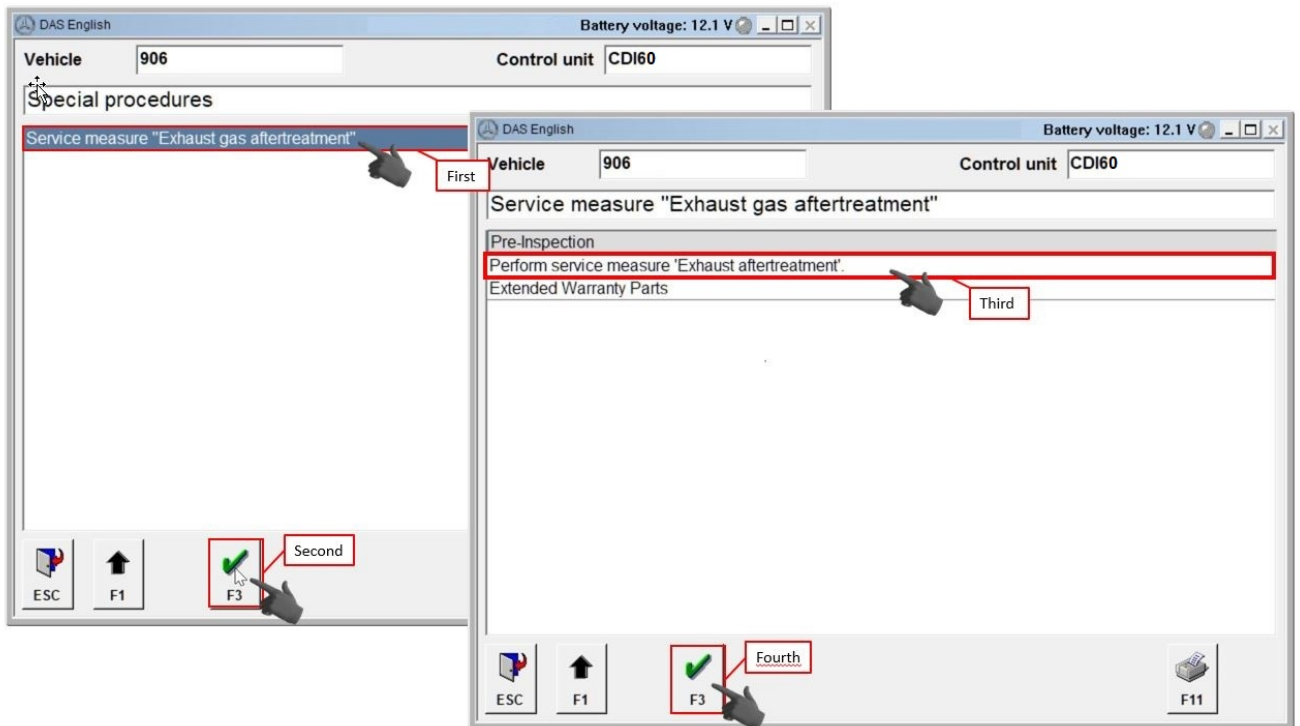 DAS English
Battery voltage: 12.1 V
Vehicle 906 Control unit CDI60
Special procedures
Service measure "Exhaust gas aftertreatment"
First
Second
ESC F1 F3
DAS English
Battery voltage: 12.1 V
Vehicle 906 Control unit CDI60
Service measure "Exhaust gas aftertreatment"
Pre-Inspection
Perform service measure 'Exhaust aftertreatment'.
Extended Warranty Parts
Third
Fourth
ESC F1 F3 F11